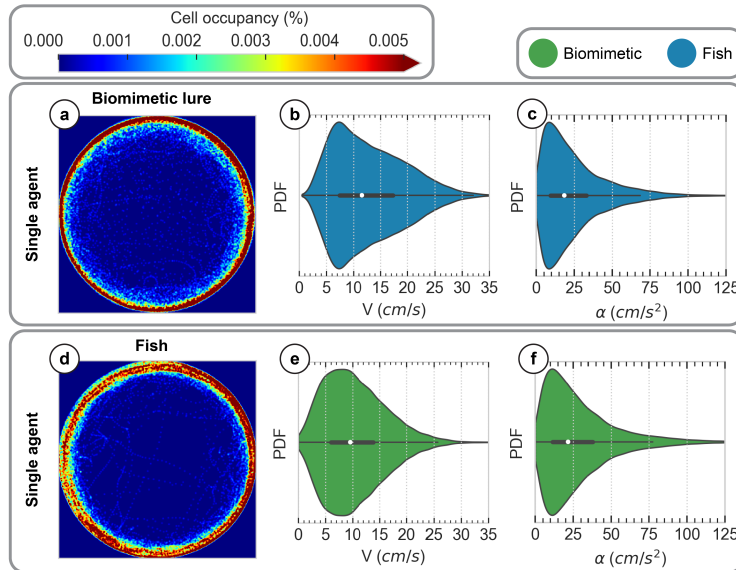 Cell occupancy (%)
0.000 0.001 0.002 0.003 0.004 0.005
Biomimetic Fish
Biomimetic lure
a b c
Single agent
PDF
0 5 10 15 20 25 30 35
V (cm/s)
PDF
0 25 50 75 100 125
α (cm/s²)
Fish
d e f
Single agent
PDF
0 5 10 15 20 25 30 35
V (cm/s)
PDF
0 25 50 75 100 125
α (cm/s²)